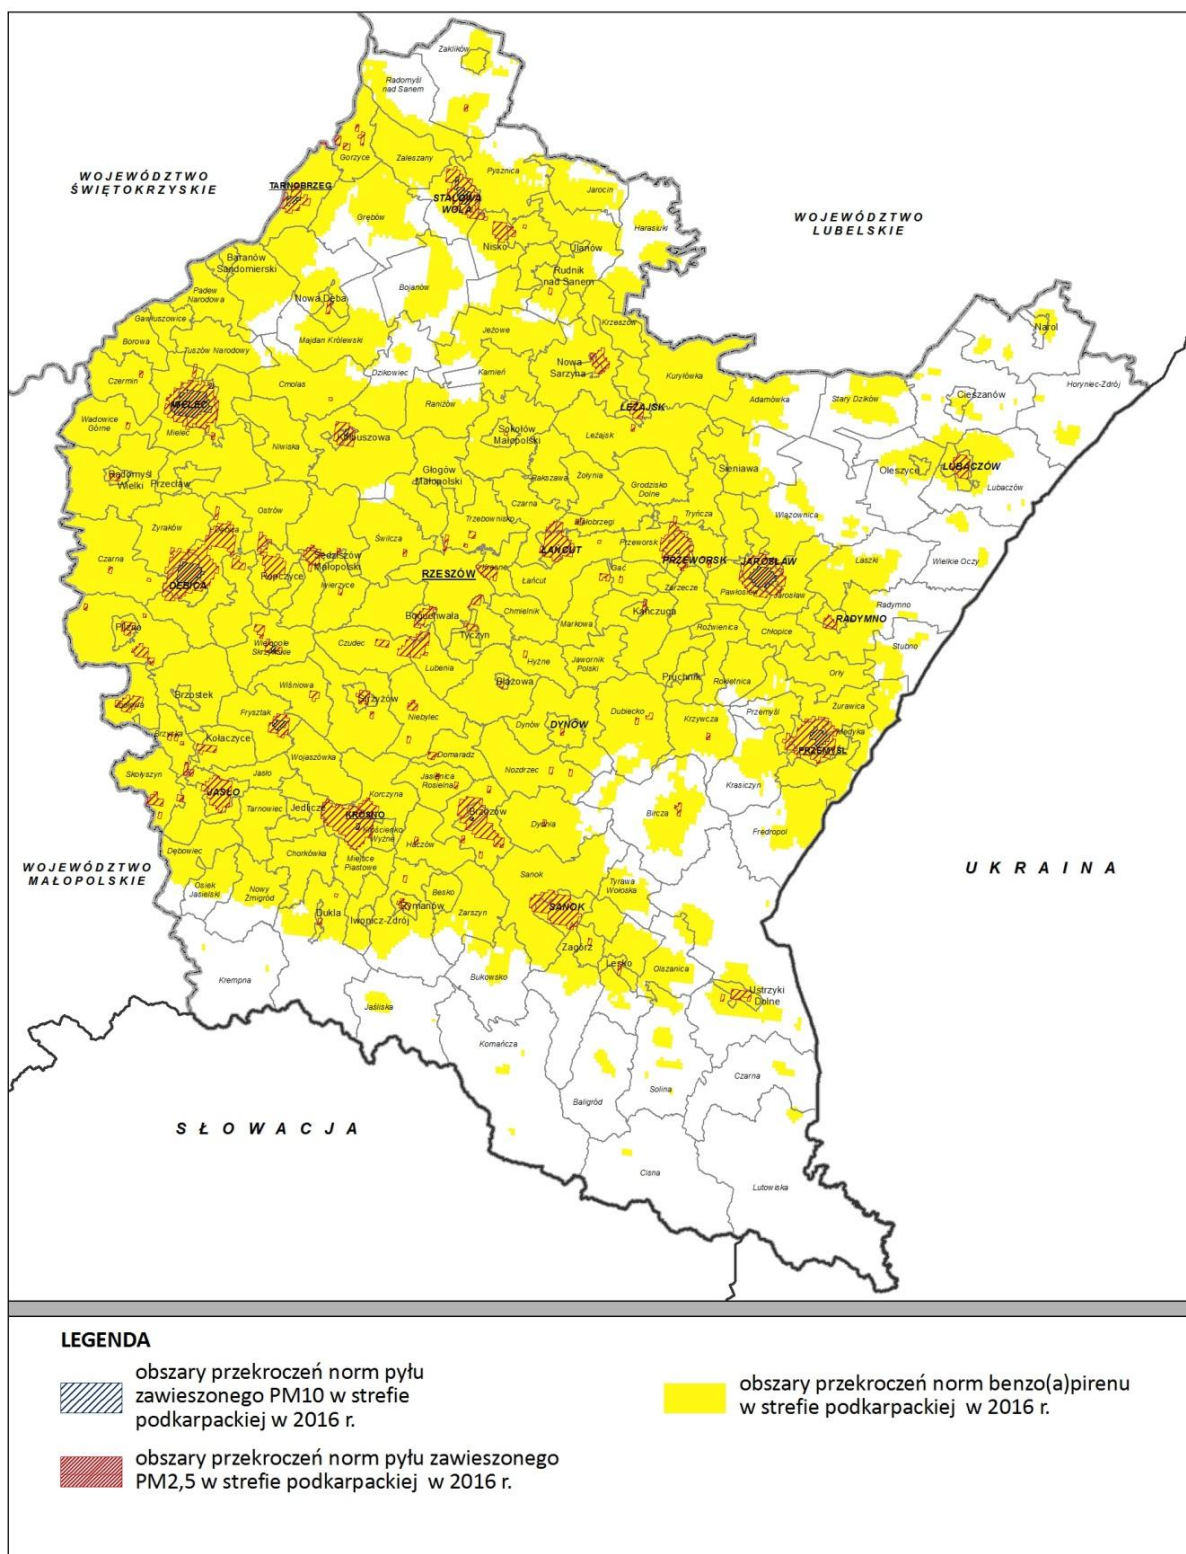 Zaklików
Radomyśl
nad Sanem
WOJEWÓDZTWO
ŚWIĘTOKRZYSKIE
Gorzyce
Zaleszany
Pysznica
TARNOBRZEG
STALOWA
WOLA
Jarocin
Grębów
Harasiuki
WOJEWÓDZTWO
LUBELSKIE
Nisko
Ulanów
Baranów
Sandomierski
Rudnik
nad Sanem
Padew
Narodowa
Nowa Dęba
Bojanów
Gawłuszowice
Krzeszów
Narol
Borowa
Majdan Królewski
Jeżowe
Tuszów Narodowy
Nowa
Sarzyna
Czermin
Cmolas
Dzikowiec
Kamień
Kuryłówka
Horyniec-Zdrój
MIELEC
Raniżów
LEŻAJSK
Adamówka
Stary Dzików
Cieszanów
Wadowice
Górne
Mielec
Niwiska
Kolbuszowa
Sokołów
Małopolski
Leżajsk
Radomyśl
Wielki
Przecław
Głogów
Małopolski
Rakszawa
Żołynia
Sieniawa
Oleszyce
LUBACZÓW
Grodzisko
Dolne
Lubaczów
Ostrów
Czarna
Wiązownica
Żyraków
Trzebownisko
Białobrzegi
Tryńcza
Świlcza
Przeworsk
Czarna
Sędziszów
Małopolski
ŁAŃCUT
PRZEWORSK
JAROSŁAW
Laszki
Wielkie Oczy
Ropczyce
RZESZÓW
Krasne
Gać
DĘBICA
Iwierzyce
Łańcut
Zarzecze
Pawłosiów
Jarosław
Radymno
Boguchwała
Chmielnik
Kańczuga
RADYMNO
Pilzno
Tyczyn
Markowa
Roźwienica
Chłopice
Stubno
Wielopole
Skrzyńskie
Czudec
Lubenia
Hyżne
Jawornik
Polski
Orły
Wiśniowa
Błażowa
Pruchnik
Rokietnica
Brzostek
Strzyżów
Żurawica
Frysztak
Niebylec
DYNÓW
Dubiecko
Krzywcza
Przemyśl
Dynów
Medyka
Brzyska
Kołaczyce
PRZEMYŚL
Wojaszówka
Domaradz
Skołyszyn
Jasło
Jasienica
Rosielna
Nozdrzec
Krasiczyn
JASŁO
Korczyna
Tarnowiec
Jedlicze
KROSNO
Brzozów
Bircza
Krościenko
Wyżne
Dydnia
Fredropol
Dębowiec
Chorkówka
Miejsce
Piastowe
Haczów
WOJEWÓDZTWO
MAŁOPOLSKIE
Sanok
UKRAINA
Osiek
Jasielski
Nowy
Żmigród
Besko
Tyrawa
Wołoska
Dukla
Rymanów
Iwonicz-Zdrój
Zarszyn
SANOK
Zagórz
Lesko
Olszanica
Krempna
Bukowsko
Ustrzyki
Dolne
Jaśliska
Komańcza
Czarna
Solina
Baligród
SŁOWACJA
Cisna
Lutowiska
LEGENDA
obszary przekroczeń norm pyłu
zawieszonego PM10 w strefie
podkarpackiej w 2016 r.
obszary przekroczeń norm benzo(a)pirenu
w strefie podkarpackiej w 2016 r.
obszary przekroczeń norm pyłu zawieszonego
PM2,5 w strefie podkarpackiej w 2016 r.